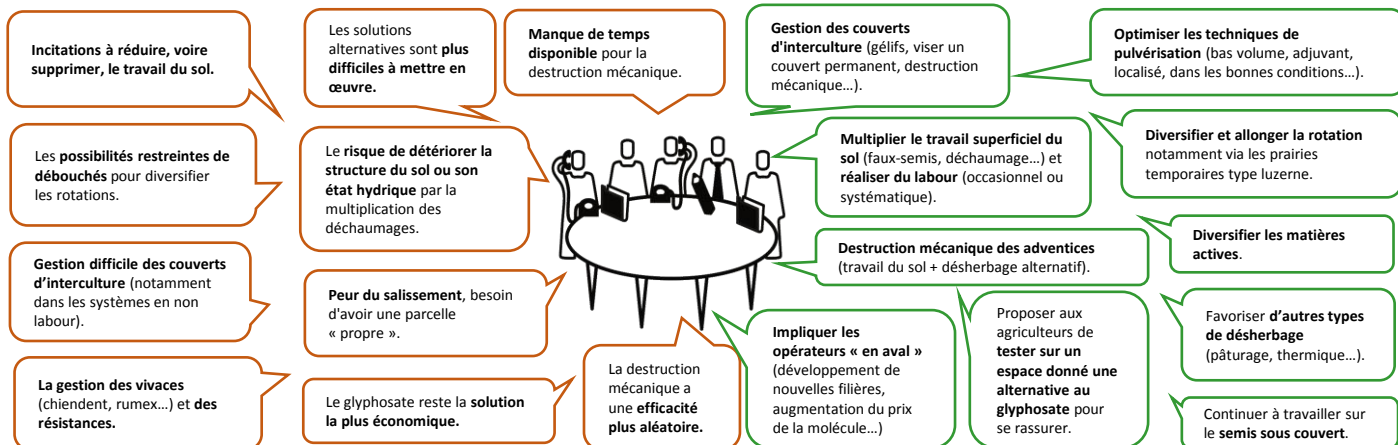 Incitations à réduire, voire
supprimer, le travail du sol.
Les solutions
alternatives sont plus
difficiles à mettre en
œuvre.
Manque de temps
disponible pour la
destruction mécanique.
Gestion des couverts
d'interculture (gélifs, viser un
couvert permanent, destruction
mécanique…).
Optimiser les techniques de
pulvérisation (bas volume, adjuvant,
localisé, dans les bonnes conditions…).
Les possibilités restreintes de
débouchés pour diversifier
les rotations.
Le risque de détériorer la
structure du sol ou son
état hydrique par la
multiplication des
déchaumages.
Multiplier le travail superficiel du
sol (faux-semis, déchaumage…) et
réaliser du labour (occasionnel ou
systématique).
Diversifier et allonger la rotation
notamment via les prairies
temporaires type luzerne.
Gestion difficile des couverts
d’interculture (notamment
dans les systèmes en non
labour).
Peur du salissement, besoin
d'avoir une parcelle
« propre ».
Destruction mécanique des adventices
(travail du sol + désherbage alternatif).
Diversifier les matières
actives.
La gestion des vivaces
(chiendent, rumex…) et des
résistances.
Le glyphosate reste la solution
la plus économique.
La destruction
mécanique a
une efficacité
plus aléatoire.
Impliquer les
opérateurs « en aval »
(développement de
nouvelles filières,
augmentation du prix
de la molécule…)
Proposer aux
agriculteurs de
tester sur un
espace donné une
alternative au
glyphosate pour
se rassurer.
Favoriser d’autres types
de désherbage
(pâturage, thermique…).
Continuer à travailler sur
le semis sous couvert.